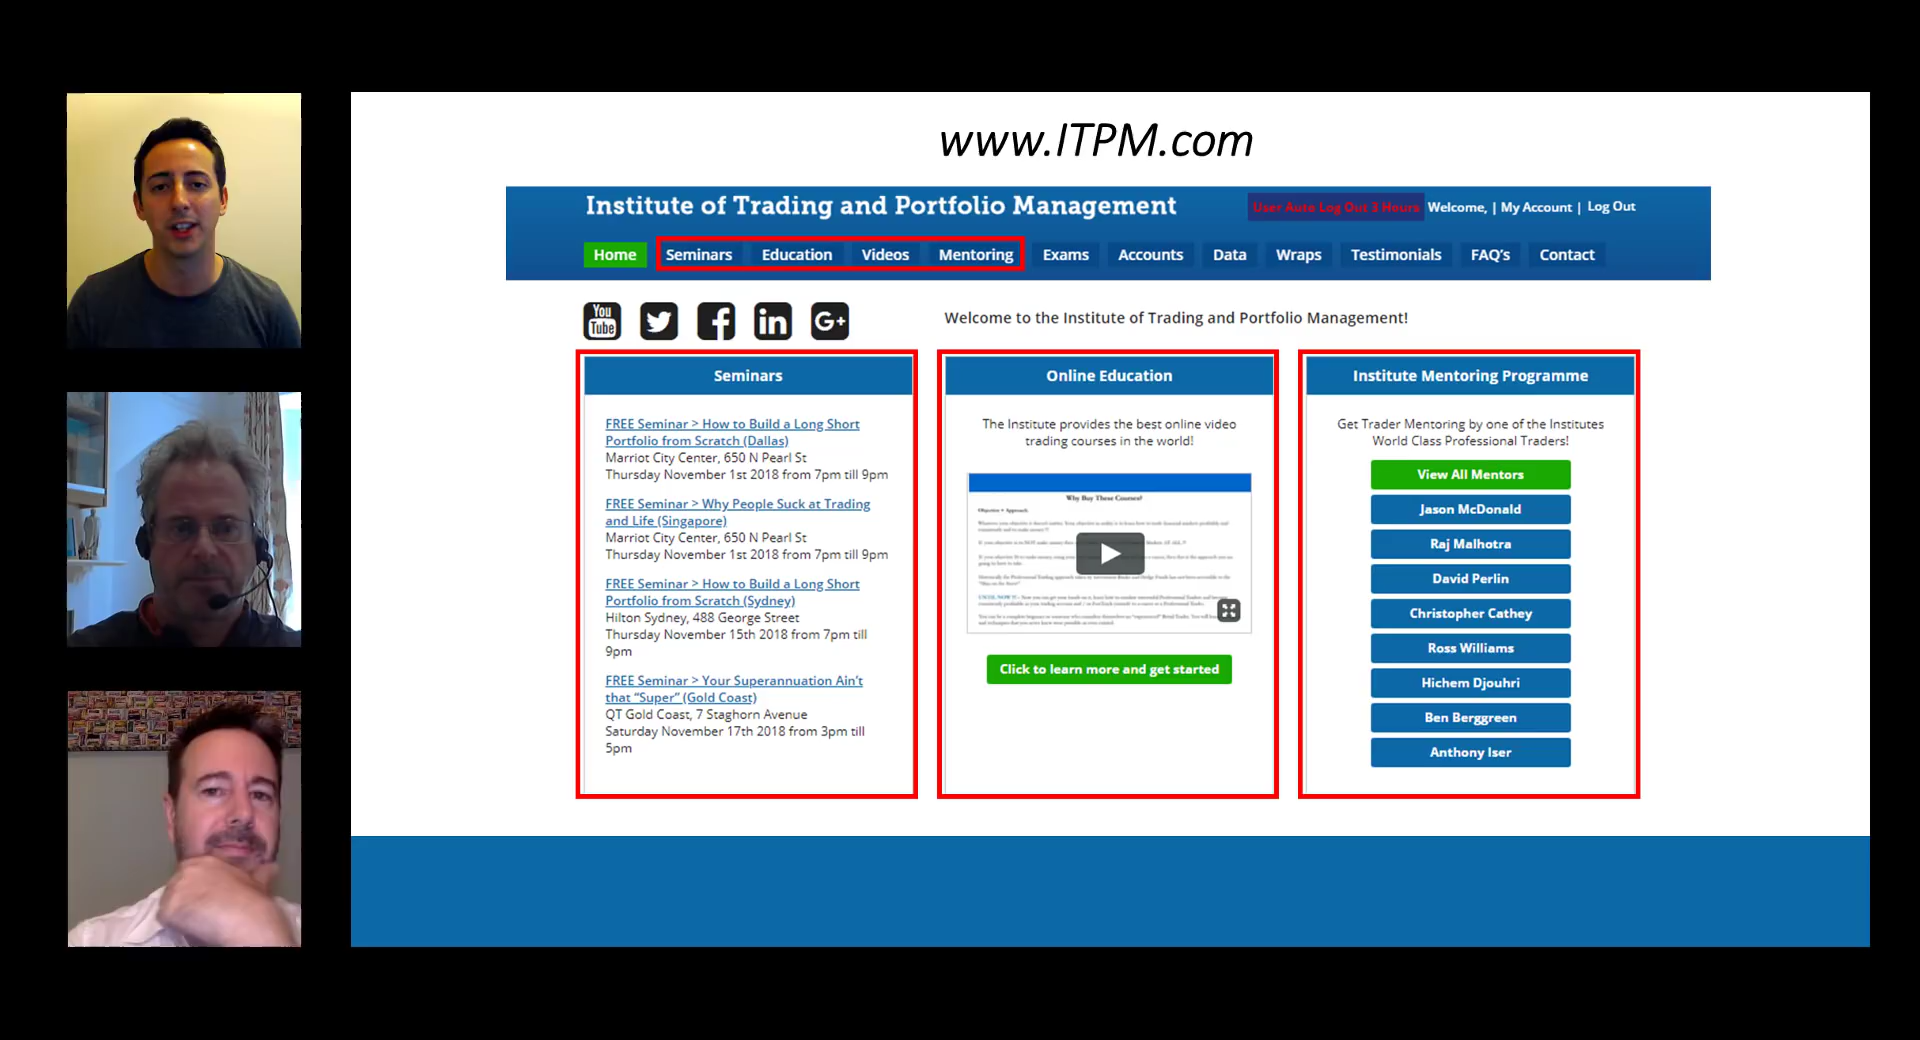 www.ITPM.com
Institute of Trading and Portfolio Management
User Auto Log Out 3 Hours Welcome, | My Account | Log Out
Home Seminars Education Videos Mentoring Exams Accounts Data Wraps Testimonials FAQ's Contact
You
Tube
in
G+
Welcome to the Institute of Trading and Portfolio Management!
Seminars
FREE Seminar > How to Build a Long Short
Portfolio from Scratch (Dallas)
Marriot City Center, 650 N Pearl St
Thursday November 1st 2018 from 7pm till 9pm
FREE Seminar > Why People Suck at Trading
and Life (Singapore)
Marriot City Center, 650 N Pearl St
Thursday November 1st 2018 from 7pm till 9pm
FREE Seminar > How to Build a Long Short
Portfolio from Scratch (Sydney)
Hilton Sydney, 488 George Street
Thursday November 15th 2018 from 7pm till
9pm
FREE Seminar > Your Superannuation Ain't
that “Super” (Gold Coast)
QT Gold Coast, 7 Staghorn Avenue
Saturday November 17th 2018 from 3pm till
5pm
Online Education
The Institute provides the best online video
trading courses in the world!
Why Buy These Courses?
Objective + Approach
Click to learn more and get started
Institute Mentoring Programme
Get Trader Mentoring by one of the Institutes
World Class Professional Traders!
View All Mentors
Jason McDonald
Raj Malhotra
David Perlin
Christopher Cathey
Ross Williams
Hichem Djouhri
Ben Berggreen
Anthony Iser